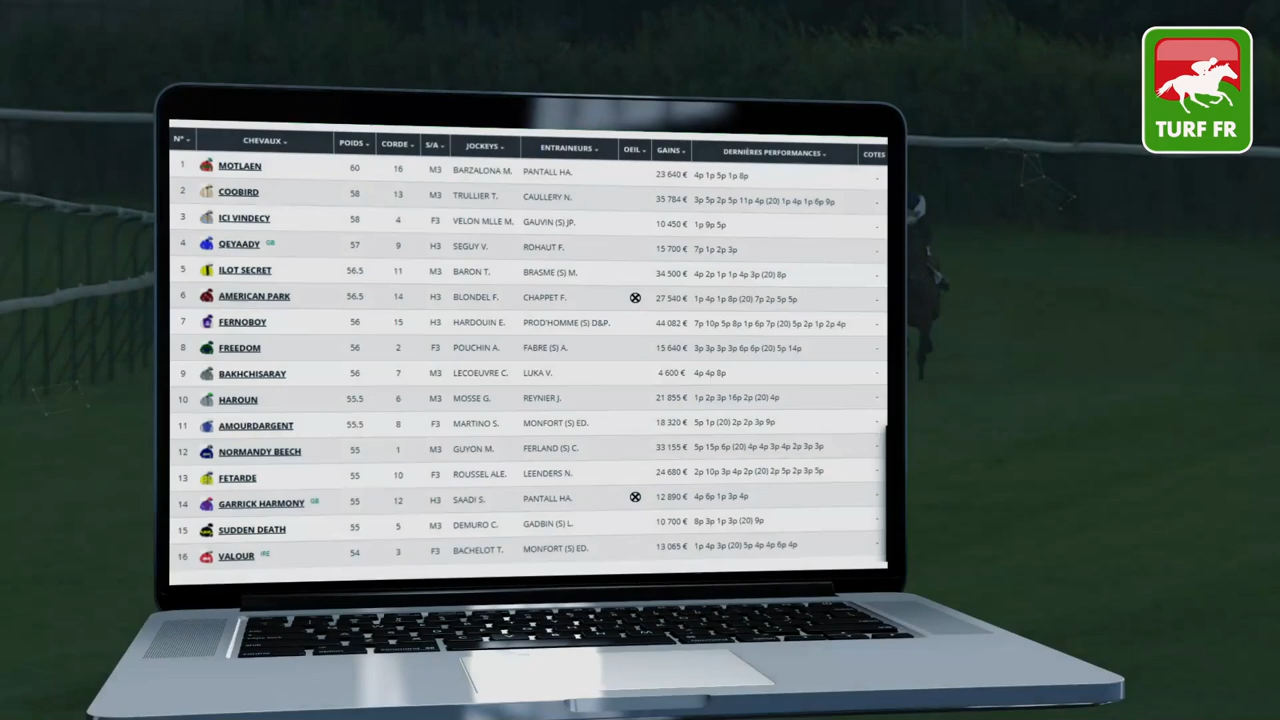 TURF FR
N° CHEVAUX POIDS CORDE S/A JOCKEYS ENTRAINEURS OEIL GAINS DERNIÈRES PERFORMANCES COTES
1 MOTLAEN 60 16 M3 BARZALONA M. PANTALL HA. 23 640 € 4p 1p 5p 1p 8p -
2 COOBIRD 58 13 M3 TRULLIER T. CAULLERY N. 35 784 € 3p 5p 2p 5p 11p 4p (20) 1p 4p 1p 6p 9p -
3 ICI VINDECY 58 4 F3 VELON MLLE M. GAUVIN (S) JP. 10 450 € 1p 9p 5p -
4 QEYAADY GB 57 9 H3 SEGUY V. ROHAUT F. 15 700 € 7p 1p 2p 3p -
5 ILOT SECRET 56.5 11 M3 BARON T. BRASME (S) M. 34 500 € 4p 2p 1p 1p 4p 3p (20) 8p -
6 AMERICAN PARK 56.5 14 H3 BLONDEL F. CHAPPET F. 27 540 € 1p 4p 1p 8p (20) 7p 2p 5p 5p -
7 FERNOBOY 56 15 H3 HARDOUIN E. PROD'HOMME (S) D&P. 44 082 € 7p 10p 5p 8p 1p 6p 7p (20) 5p 2p 1p 2p 4p -
8 FREEDOM 56 2 F3 POUCHIN A. FABRE (S) A. 15 640 € 3p 3p 3p 3p 6p 6p (20) 5p 14p -
9 BAKHCHISARAY 56 7 M3 LECOEUVRE C. LUKA V. 4 600 € 4p 4p 8p -
10 HAROUN 55.5 6 M3 MOSSE G. REYNIER J. 21 855 € 1p 2p 3p 16p 2p (20) 4p -
11 AMOURDARGENT 55.5 8 F3 MARTINO S. MONFORT (S) ED. 18 320 € 5p 1p (20) 2p 2p 3p 9p -
12 NORMANDY BEECH 55 1 M3 GUYON M. FERLAND (S) C. 33 155 € 5p 15p 6p (20) 4p 4p 3p 4p 2p 3p 3p -
13 FETARDE 55 10 F3 ROUSSEL ALE. LEENDERS N. 24 680 € 2p 10p 3p 4p 2p (20) 5p 2p 3p 5p -
14 GARRICK HARMONY GB 55 12 H3 SAADI S. PANTALL HA. 12 890 € 4p 6p 1p 3p 4p -
15 SUDDEN DEATH 55 5 M3 DEMURO C. GADBIN (S) L. 10 700 € 8p 3p 1p 3p (20) 9p -
16 VALOUR IRE 54 3 F3 BACHELOT T. MONFORT (S) ED. 13 065 € 1p 4p 3p (20) 5p 4p 4p 6p 4p -